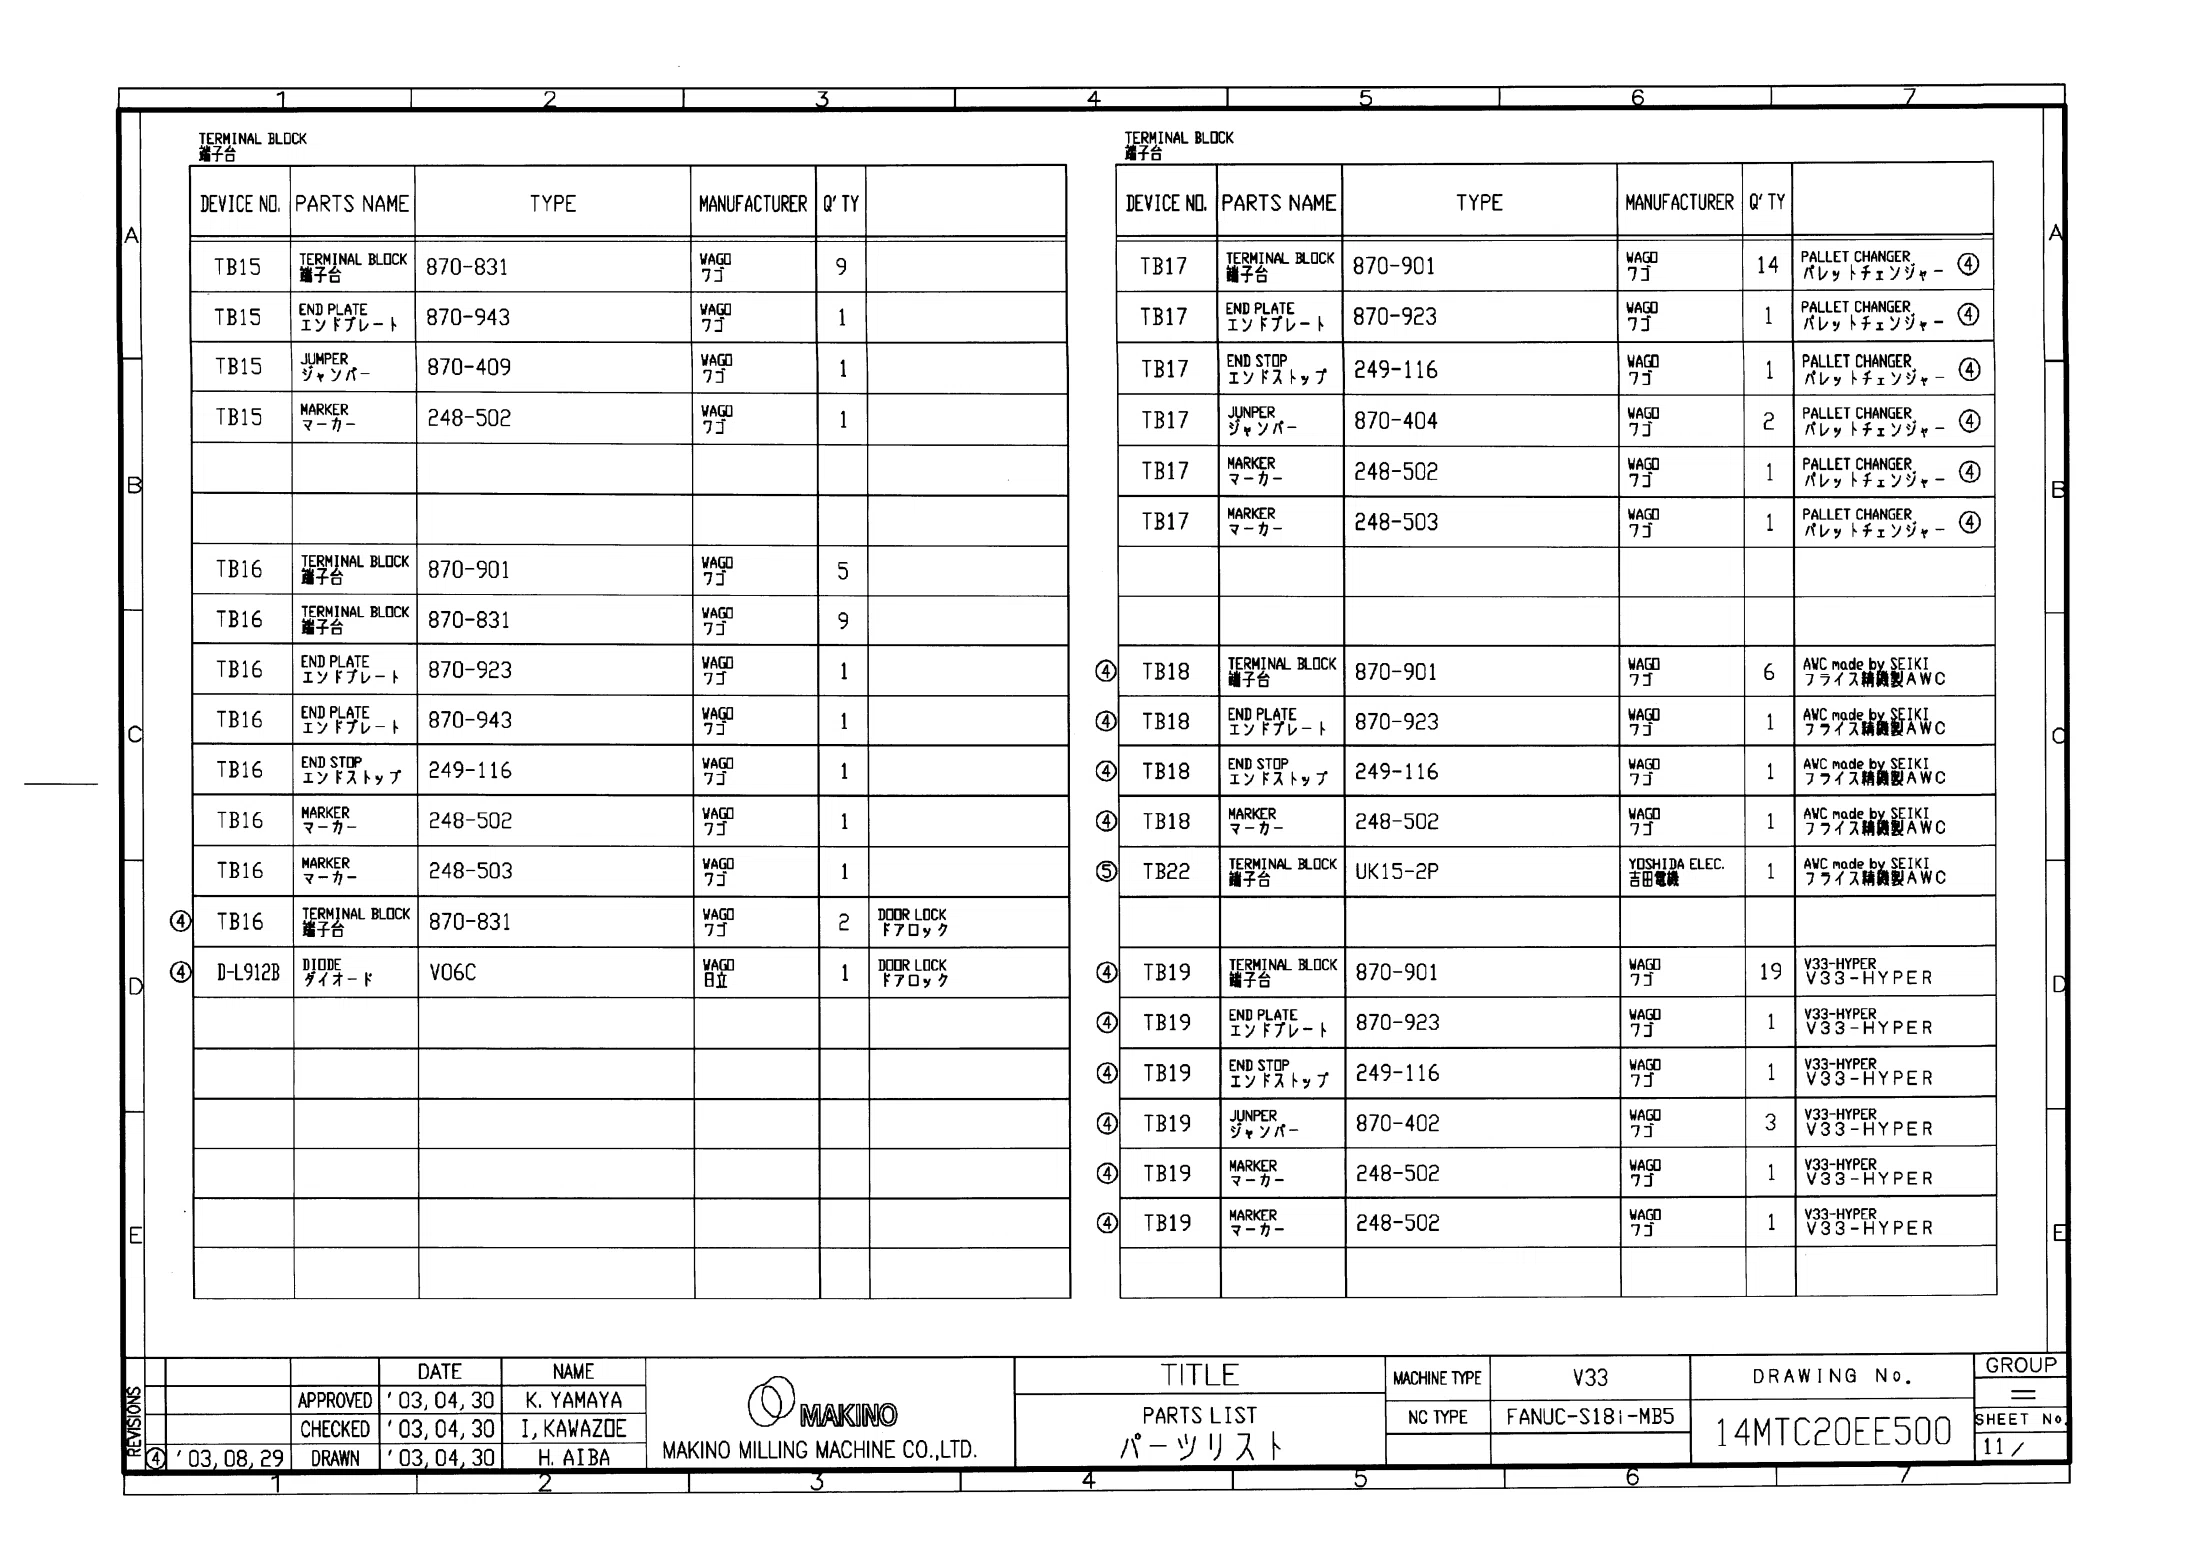 1 2 3 4 5 6 7
TERMINAL BLOCK
端子台
DEVICE NO. PARTS NAME TYPE MANUFACTURER Q'TY
TB15 TERMINAL BLOCK 端子台 870-831 WAGO ワゴ 9
TB15 END PLATE エンドプレート 870-943 WAGO ワゴ 1
TB15 JUMPER ジャンパー 870-409 WAGO ワゴ 1
TB15 MARKER マーカー 248-502 WAGO ワゴ 1
TB16 TERMINAL BLOCK 端子台 870-901 WAGO ワゴ 5
TB16 TERMINAL BLOCK 端子台 870-831 WAGO ワゴ 9
TB16 END PLATE エンドプレート 870-923 WAGO ワゴ 1
TB16 END PLATE エンドプレート 870-943 WAGO ワゴ 1
TB16 END STOP エンドストップ 249-116 WAGO ワゴ 1
TB16 MARKER マーカー 248-502 WAGO ワゴ 1
TB16 MARKER マーカー 248-503 WAGO ワゴ 1
④ TB16 TERMINAL BLOCK 端子台 870-831 WAGO ワゴ 2 DOOR LOCK ドアロック
④ D-L912B DIODE ダイオード V06C WAGO 日立 1 DOOR LOCK ドアロック
TERMINAL BLOCK
端子台
DEVICE NO. PARTS NAME TYPE MANUFACTURER Q'TY
TB17 TERMINAL BLOCK 端子台 870-901 WAGO ワゴ 14 PALLET CHANGER パレットチェンジャー ④
TB17 END PLATE エンドプレート 870-923 WAGO ワゴ 1 PALLET CHANGER パレットチェンジャー ④
TB17 END STOP エンドストップ 249-116 WAGO ワゴ 1 PALLET CHANGER パレットチェンジャー ④
TB17 JUNPER ジャンパー 870-404 WAGO ワゴ 2 PALLET CHANGER パレットチェンジャー ④
TB17 MARKER マーカー 248-502 WAGO ワゴ 1 PALLET CHANGER パレットチェンジャー ④
TB17 MARKER マーカー 248-503 WAGO ワゴ 1 PALLET CHANGER パレットチェンジャー ④
④ TB18 TERMINAL BLOCK 端子台 870-901 WAGO ワゴ 6 AWC made by SEIKI フライス精機製AWC
④ TB18 END PLATE エンドプレート 870-923 WAGO ワゴ 1 AWC made by SEIKI フライス精機製AWC
④ TB18 END STOP エンドストップ 249-116 WAGO ワゴ 1 AWC made by SEIKI フライス精機製AWC
④ TB18 MARKER マーカー 248-502 WAGO ワゴ 1 AWC made by SEIKI フライス精機製AWC
⑤ TB22 TERMINAL BLOCK 端子台 UK15-2P YOSHIDA ELEC. 吉田電機 1 AWC made by SEIKI フライス精機製AWC
④ TB19 TERMINAL BLOCK 端子台 870-901 WAGO ワゴ 19 V33-HYPER V33-HYPER
④ TB19 END PLATE エンドプレート 870-923 WAGO ワゴ 1 V33-HYPER V33-HYPER
④ TB19 END STOP エンドストップ 249-116 WAGO ワゴ 1 V33-HYPER V33-HYPER
④ TB19 JUNPER ジャンパー 870-402 WAGO ワゴ 3 V33-HYPER V33-HYPER
④ TB19 MARKER マーカー 248-502 WAGO ワゴ 1 V33-HYPER V33-HYPER
④ TB19 MARKER マーカー 248-502 WAGO ワゴ 1 V33-HYPER V33-HYPER
A A
B B
C C
D D
E E
REVISIONS
④ '03,08,29
DATE NAME
APPROVED '03,04,30 K. YAMAYA
CHECKED '03,04,30 I, KAWAZOE
DRAWN '03,04,30 H. AIBA
MAKINO
MAKINO MILLING MACHINE CO.,LTD.
TITLE
PARTS LIST
パーツリスト
MACHINE TYPE V33
NC TYPE FANUC-S18i-MB5
DRAWING No.
14MTC20EE500
GROUP
=
SHEET No.
11/
1 2 3 4 5 6 7